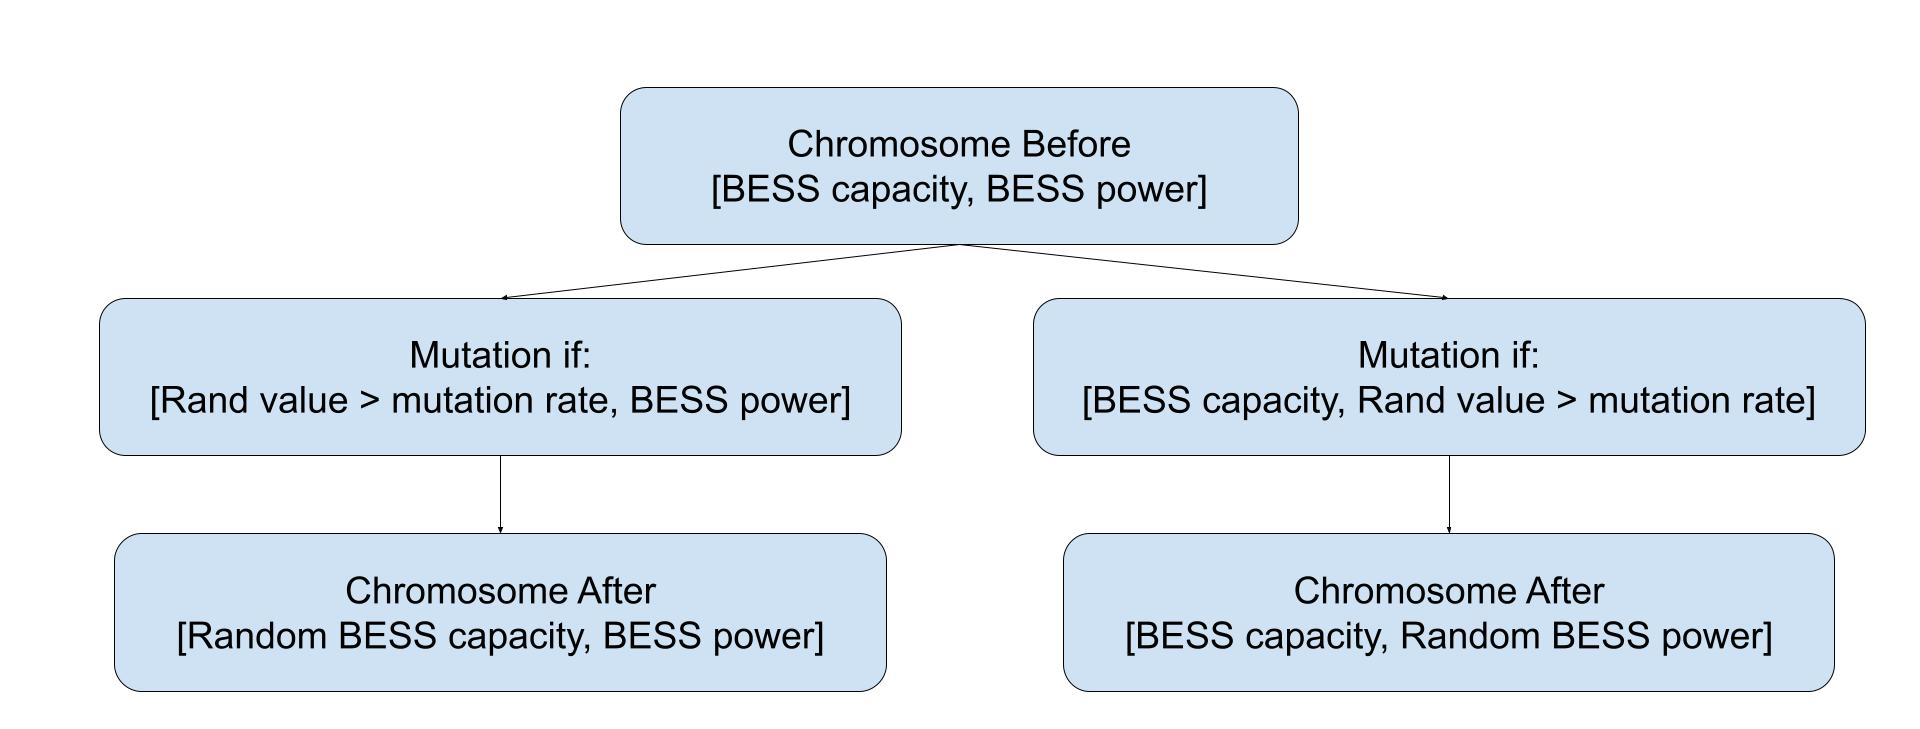 Chromosome Before
[BESS capacity, BESS power]
Mutation if:
[Rand value > mutation rate, BESS power]
Mutation if:
[BESS capacity, Rand value > mutation rate]
Chromosome After
[Random BESS capacity, BESS power]
Chromosome After
[BESS capacity, Random BESS power]